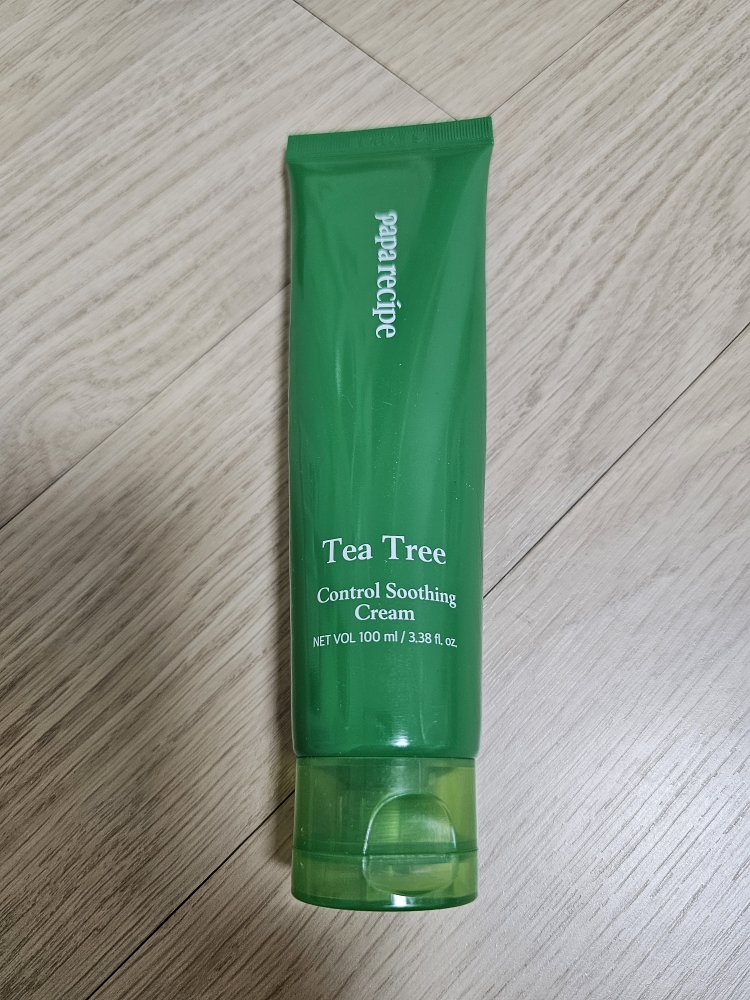 papa recipe
Tea Tree
Control Soothing
Cream
NET VOL 100 ml / 3.38 fl. oz.